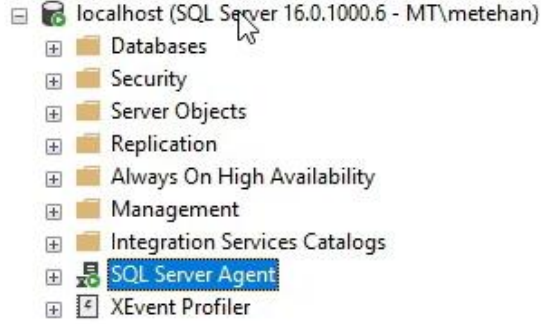 localhost (SQL Server 16.0.1000.6 - MT\metehan)
Databases
Security
Server Objects
Replication
Always On High Availability
Management
Integration Services Catalogs
SQL Server Agent
XEvent Profiler